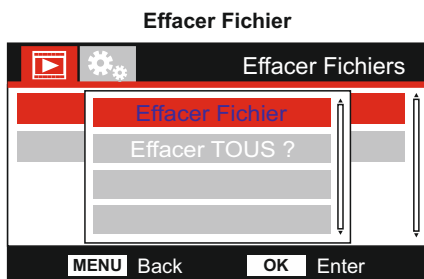 Effacer Fichier
Effacer Fichiers
Effacer Fichier
Effacer TOUS ?
MENU Back OK Enter